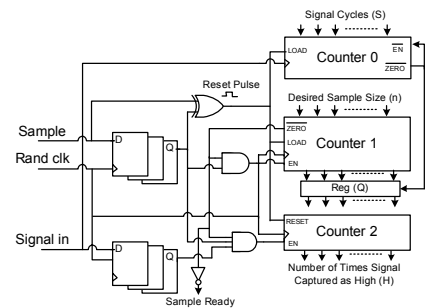 Signal Cycles (S)
LOAD
EN
Counter 0
ZERO
Reset Pulse
Desired Sample Size (n)
Sample
D
ZERO
Counter 1
LOAD
Q
Rand clk
EN
Reg (Q)
RESET
Counter 2
Signal in
D
EN
Q
Number of Times Signal
Captured as High (H)
Sample Ready